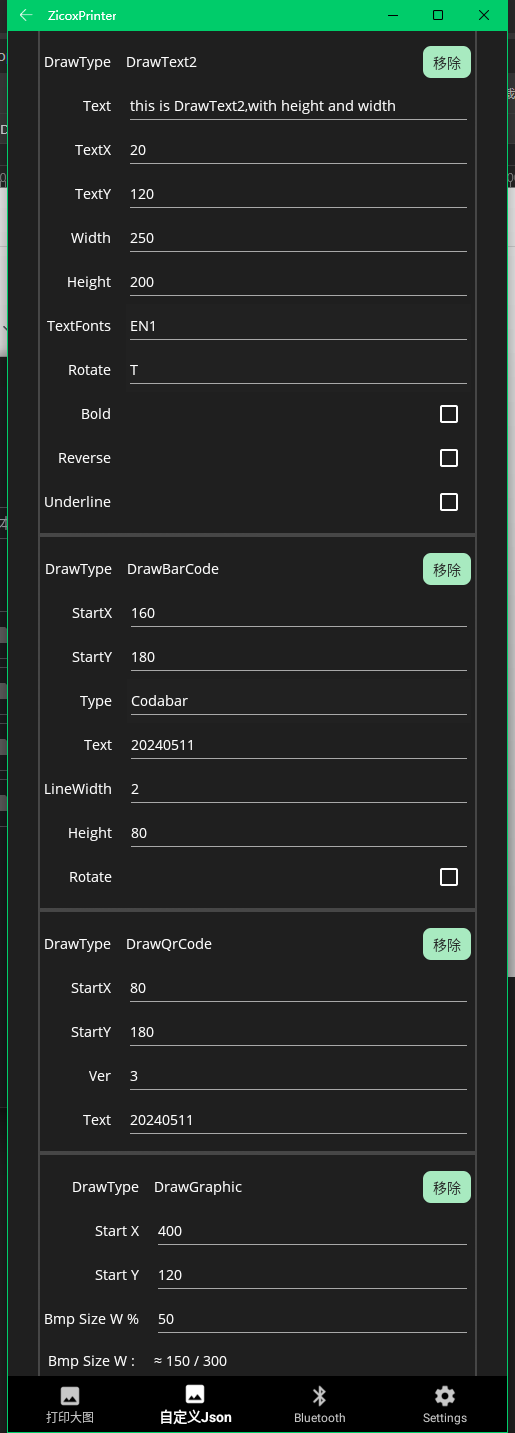 ZicoxPrinter
DrawType DrawText2 移除
Text this is DrawText2,with height and width
TextX 20
TextY 120
Width 250
Height 200
TextFonts EN1
Rotate T
Bold
Reverse
Underline
DrawType DrawBarCode 移除
StartX 160
StartY 180
Type Codabar
Text 20240511
LineWidth 2
Height 80
Rotate
DrawType DrawQrCode 移除
StartX 80
StartY 180
Ver 3
Text 20240511
DrawType DrawGraphic 移除
Start X 400
Start Y 120
Bmp Size W % 50
Bmp Size W : ≈ 150 / 300
打印大图 自定义Json Bluetooth Settings